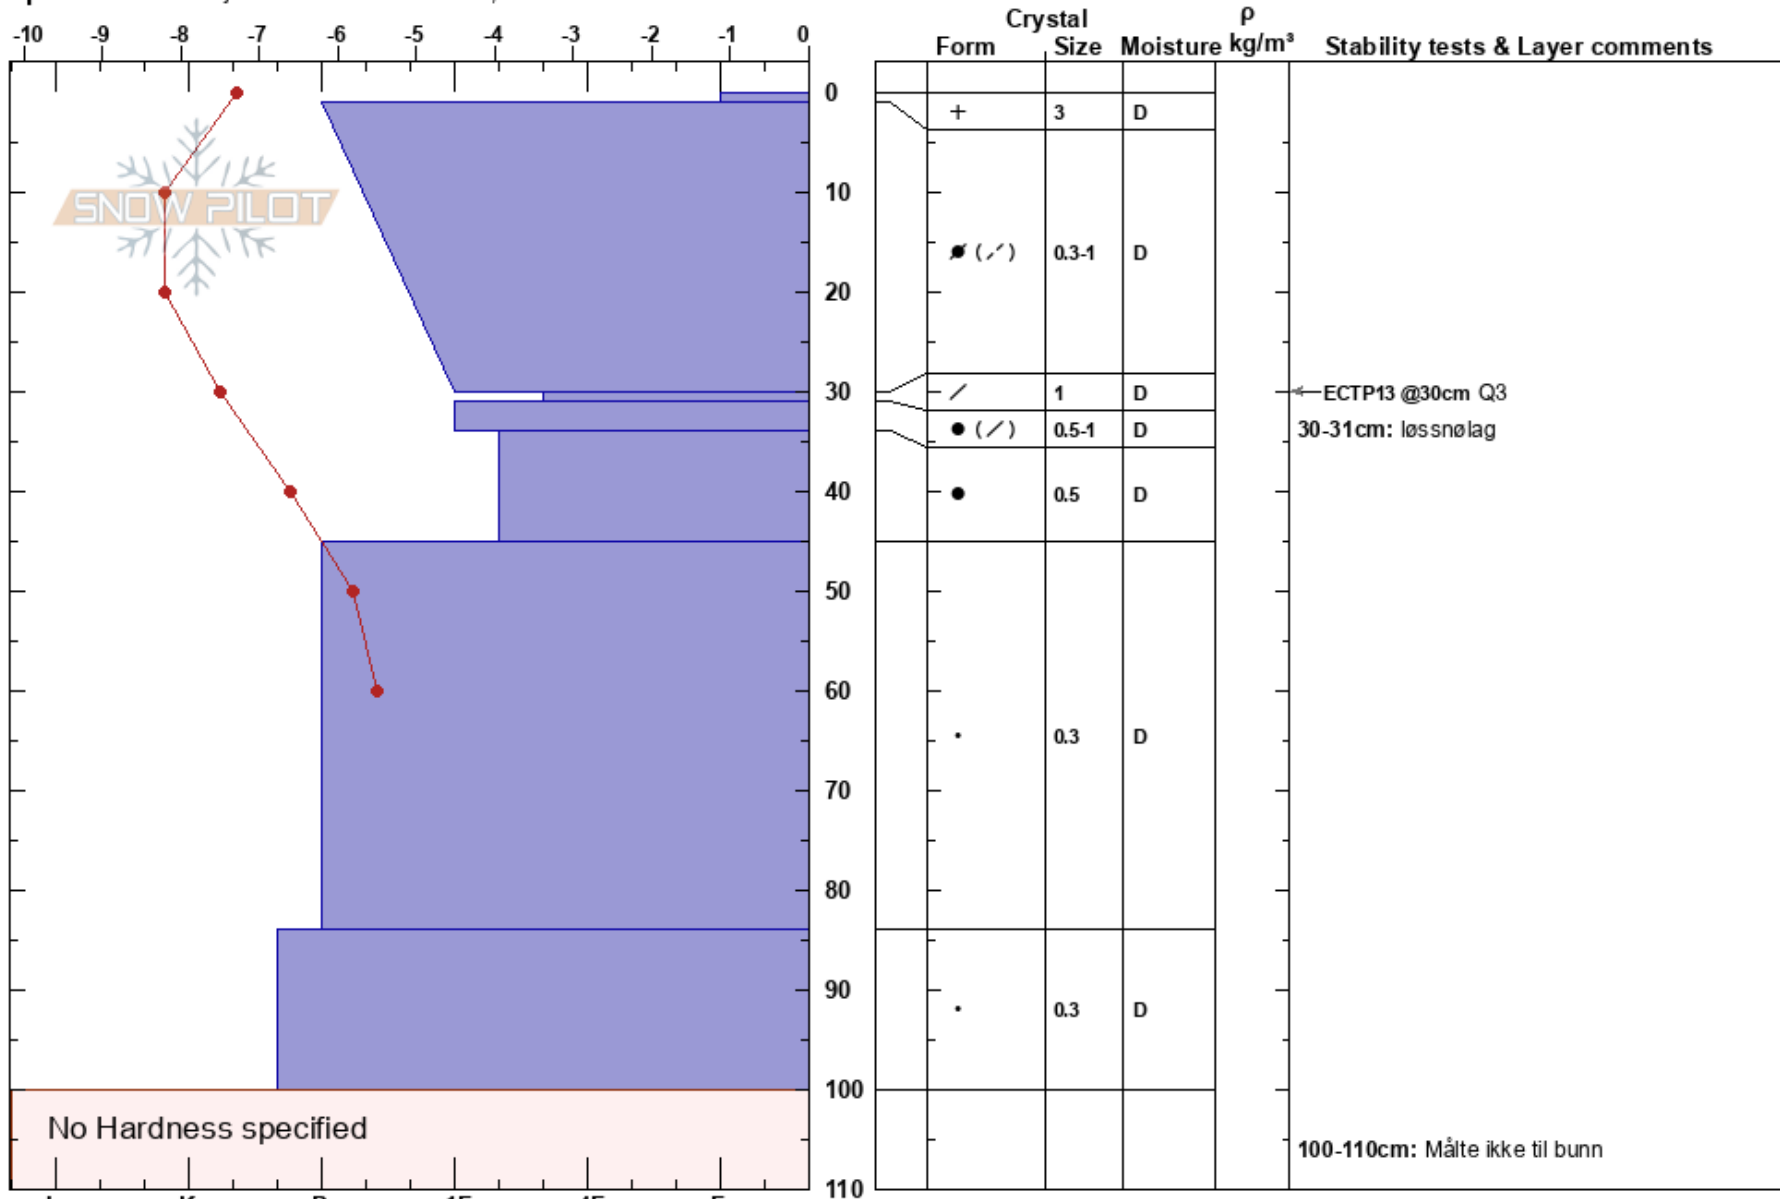 Crystal ρ
-10 -9 -8 -7 -6 -5 -4 -3 -2 -1 0
Form Size Moisture kg/m³ Stability tests & Layer comments
0
+ 3 D
10
SNOW PILOT
( ) 0.3-1 D
20
30
1 D
ECTP13 @30cm Q3
( ) 0.5-1 D
30-31cm: løssnølag
40
0.5 D
50
60
70
0.3 D
80
90
0.3 D
100
No Hardness specified
100-110cm: Målte ikke til bunn
110